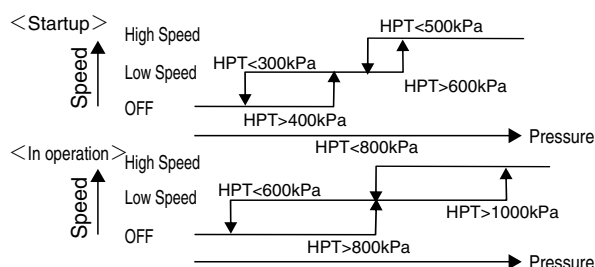 <Startup>
High Speed
HPT<500kPa
Speed
Low Speed
HPT<300kPa
HPT>600kPa
OFF
HPT>400kPa
Pressure
HPT<800kPa
<In operation>
High Speed
Speed
Low Speed
HPT<600kPa
HPT>1000kPa
OFF
HPT>800kPa
Pressure